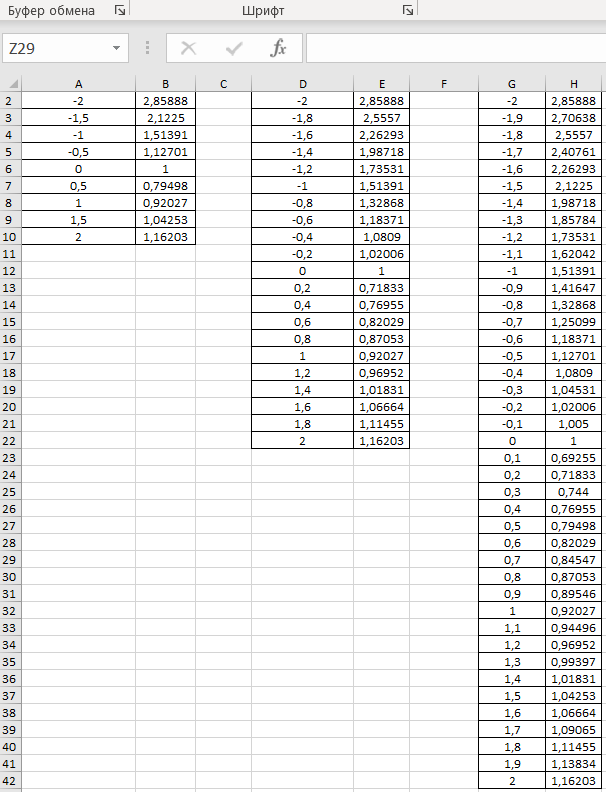 Буфер обмена Шрифт
Z29 fx
A B C D E F G H
2 -2 2,85888 -2 2,85888 -2 2,85888
3 -1,5 2,1225 -1,8 2,5557 -1,9 2,70638
4 -1 1,51391 -1,6 2,26293 -1,8 2,5557
5 -0,5 1,12701 -1,4 1,98718 -1,7 2,40761
6 0 1 -1,2 1,73531 -1,6 2,26293
7 0,5 0,79498 -1 1,51391 -1,5 2,1225
8 1 0,92027 -0,8 1,32868 -1,4 1,98718
9 1,5 1,04253 -0,6 1,18371 -1,3 1,85784
10 2 1,16203 -0,4 1,0809 -1,2 1,73531
11 -0,2 1,02006 -1,1 1,62042
12 0 1 -1 1,51391
13 0,2 0,71833 -0,9 1,41647
14 0,4 0,76955 -0,8 1,32868
15 0,6 0,82029 -0,7 1,25099
16 0,8 0,87053 -0,6 1,18371
17 1 0,92027 -0,5 1,12701
18 1,2 0,96952 -0,4 1,0809
19 1,4 1,01831 -0,3 1,04531
20 1,6 1,06664 -0,2 1,02006
21 1,8 1,11455 -0,1 1,005
22 2 1,16203 0 1
23 0,1 0,69255
24 0,2 0,71833
25 0,3 0,744
26 0,4 0,76955
27 0,5 0,79498
28 0,6 0,82029
29 0,7 0,84547
30 0,8 0,87053
31 0,9 0,89546
32 1 0,92027
33 1,1 0,94496
34 1,2 0,96952
35 1,3 0,99397
36 1,4 1,01831
37 1,5 1,04253
38 1,6 1,06664
39 1,7 1,09065
40 1,8 1,11455
41 1,9 1,13834
42 2 1,16203